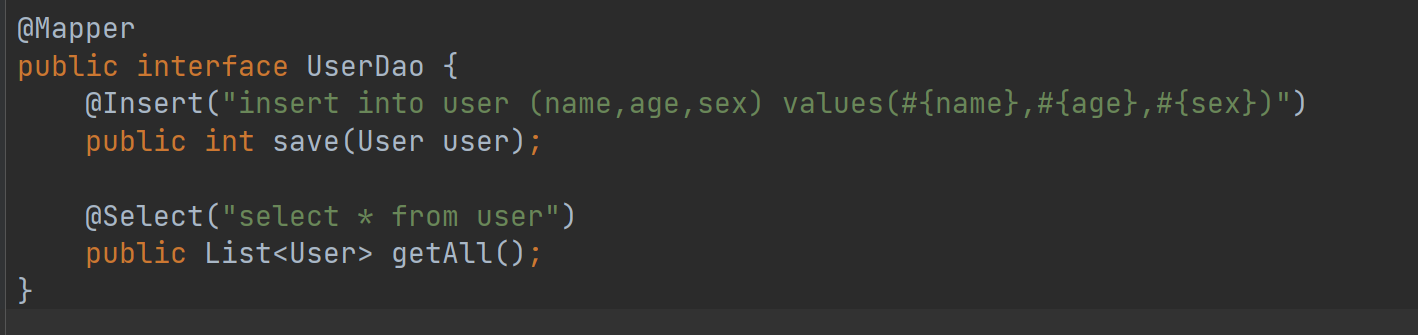 @Mapper
public interface UserDao {
    @Insert("insert into user (name,age,sex) values(#{name},#{age},#{sex})")
    public int save(User user);

    @Select("select * from user")
    public List<User> getAll();
}